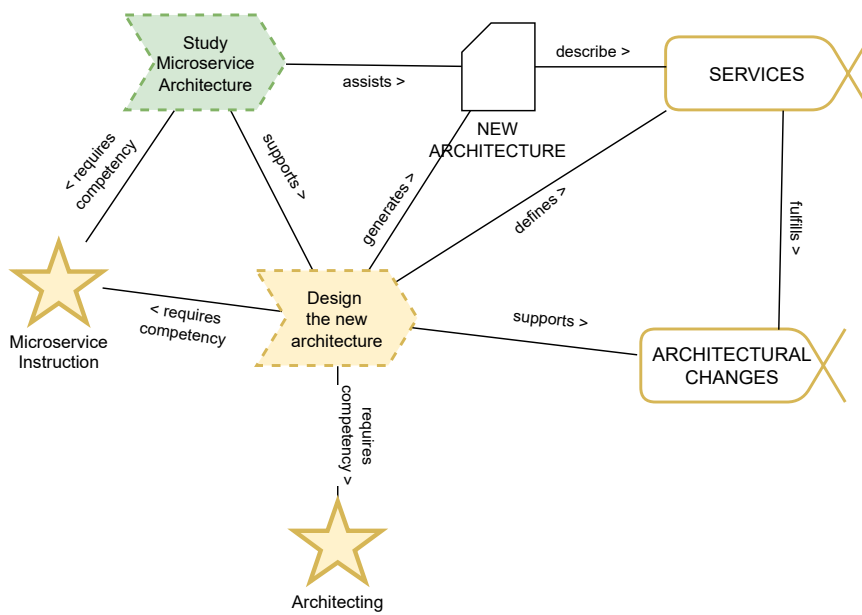 Study
Microservice
Architecture
assists >
describe >
SERVICES
NEW
ARCHITECTURE
< requires
competency
supports >
generates >
defines >
fulfills >
Microservice
Instruction
< requires
competency
Design
the new
architecture
supports >
ARCHITECTURAL
CHANGES
requires
competency >
Architecting